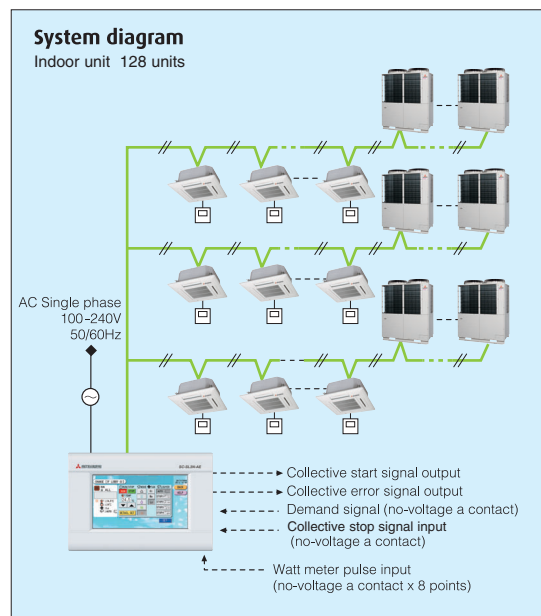 System diagram
Indoor unit 128 units
AC Single phase
100-240V
50/60Hz
MITSUBISHI
Collective start signal output
Collective error signal output
Demand signal (no-voltage a contact)
Collective stop signal input
(no-voltage a contact)
Watt meter pulse input
(no-voltage a contact x 8 points)